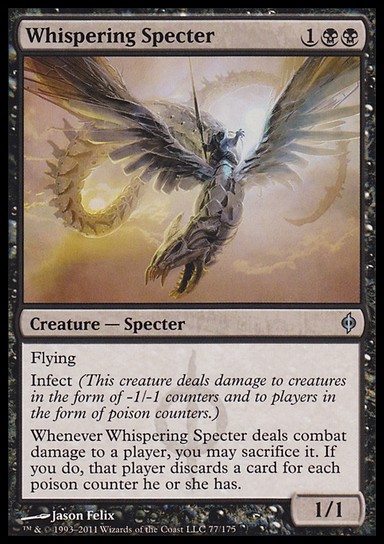 Whispering Specter 1
Creature — Specter
Flying
Infect (This creature deals damage to creatures
in the form of -1/-1 counters and to players
in the form of poison counters.)
Whenever Whispering Specter deals combat
damage to a player, you may sacrifice it. If
you do, that player discards a card for each
poison counter he or she has.
Jason Felix
™ & © 1993–2011 Wizards of the Coast LLC 77/175
1/1